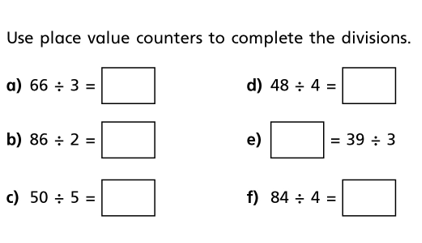 Use place value counters to complete the divisions.
a) 66 ÷ 3 =
d) 48 ÷ 4 =
b) 86 ÷ 2 =
e) = 39 ÷ 3
c) 50 ÷ 5 =
f) 84 ÷ 4 =